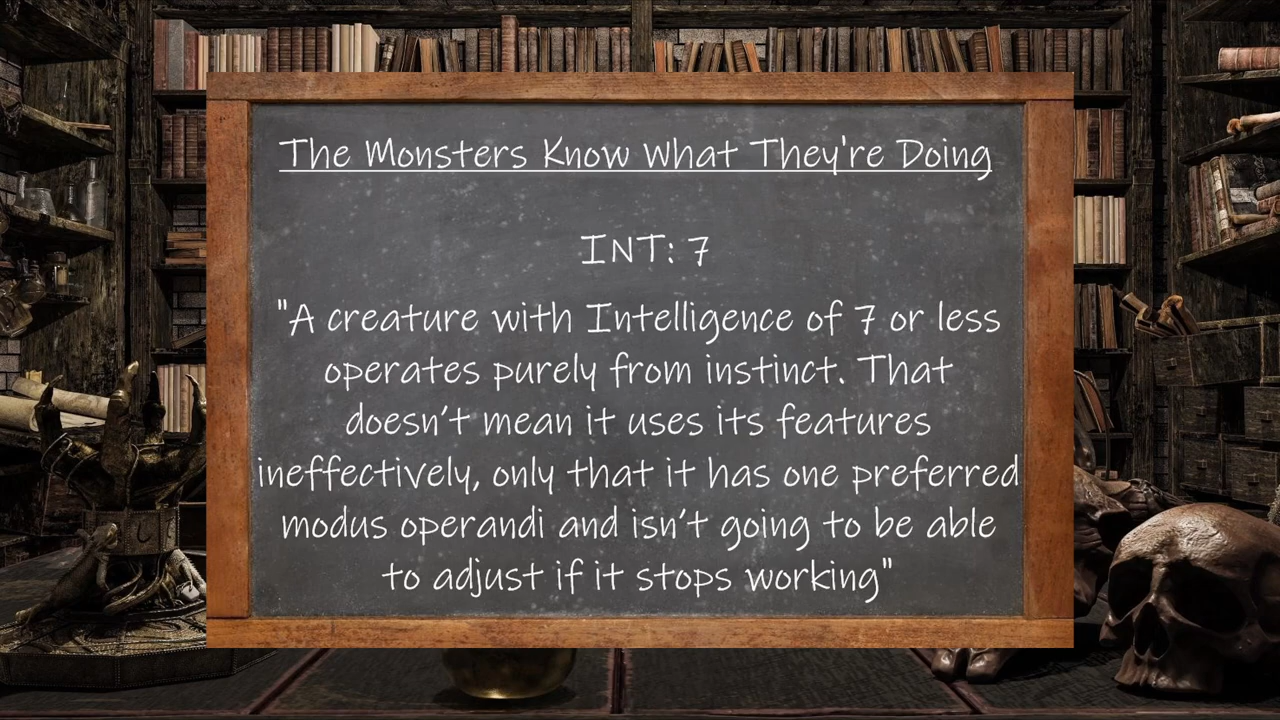 The Monsters Know What They're Doing
INT: 7
"A creature with Intelligence of 7 or less
operates purely from instinct. That
doesn't mean it uses its features
ineffectively, only that it has one preferred
modus operandi and isn't going to be able
to adjust if it stops working"